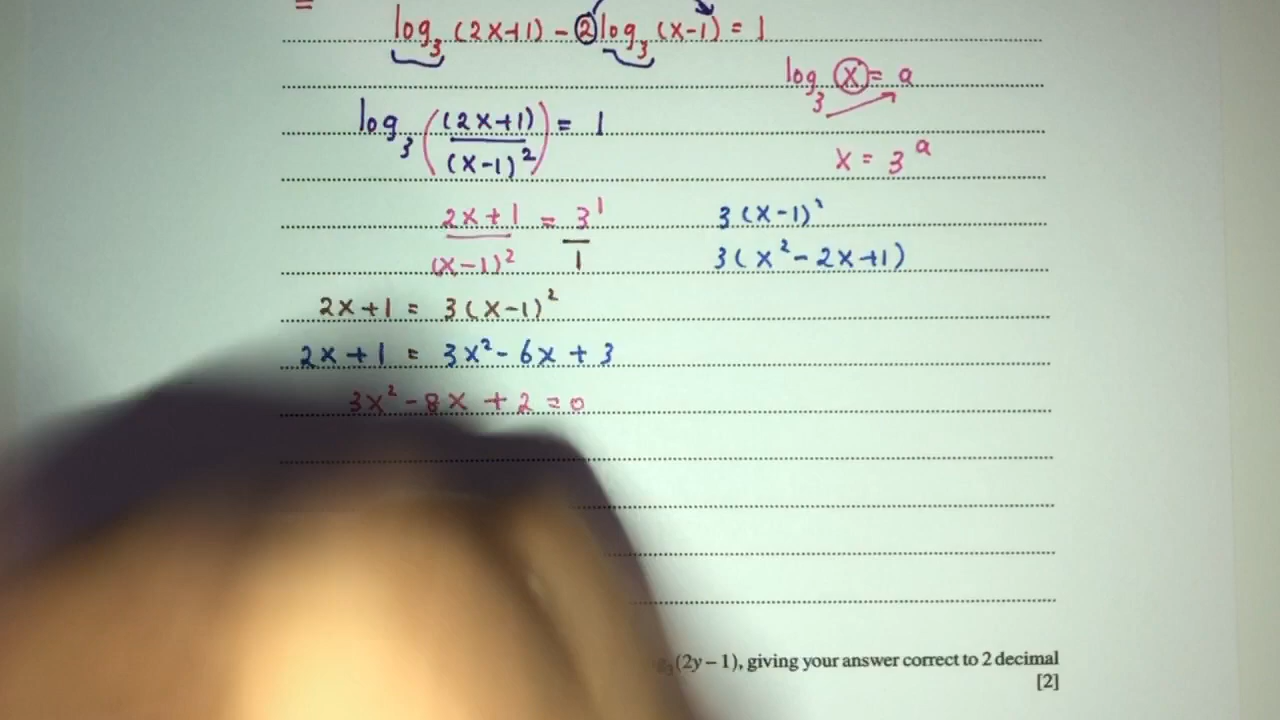 log₃(2x+1) - 2log₃(x-1) = 1
log₃ (x) = a
log₃ ((2x+1)/(x-1)²) = 1
x = 3ᵃ
(2x+1)/(x-1)² = 3¹/1
3(x-1)²
3(x²-2x+1)
2x+1 = 3(x-1)²
2x+1 = 3x²-6x+3
3x²-8x+2=0
(2y – 1), giving your answer correct to 2 decimal
[2]